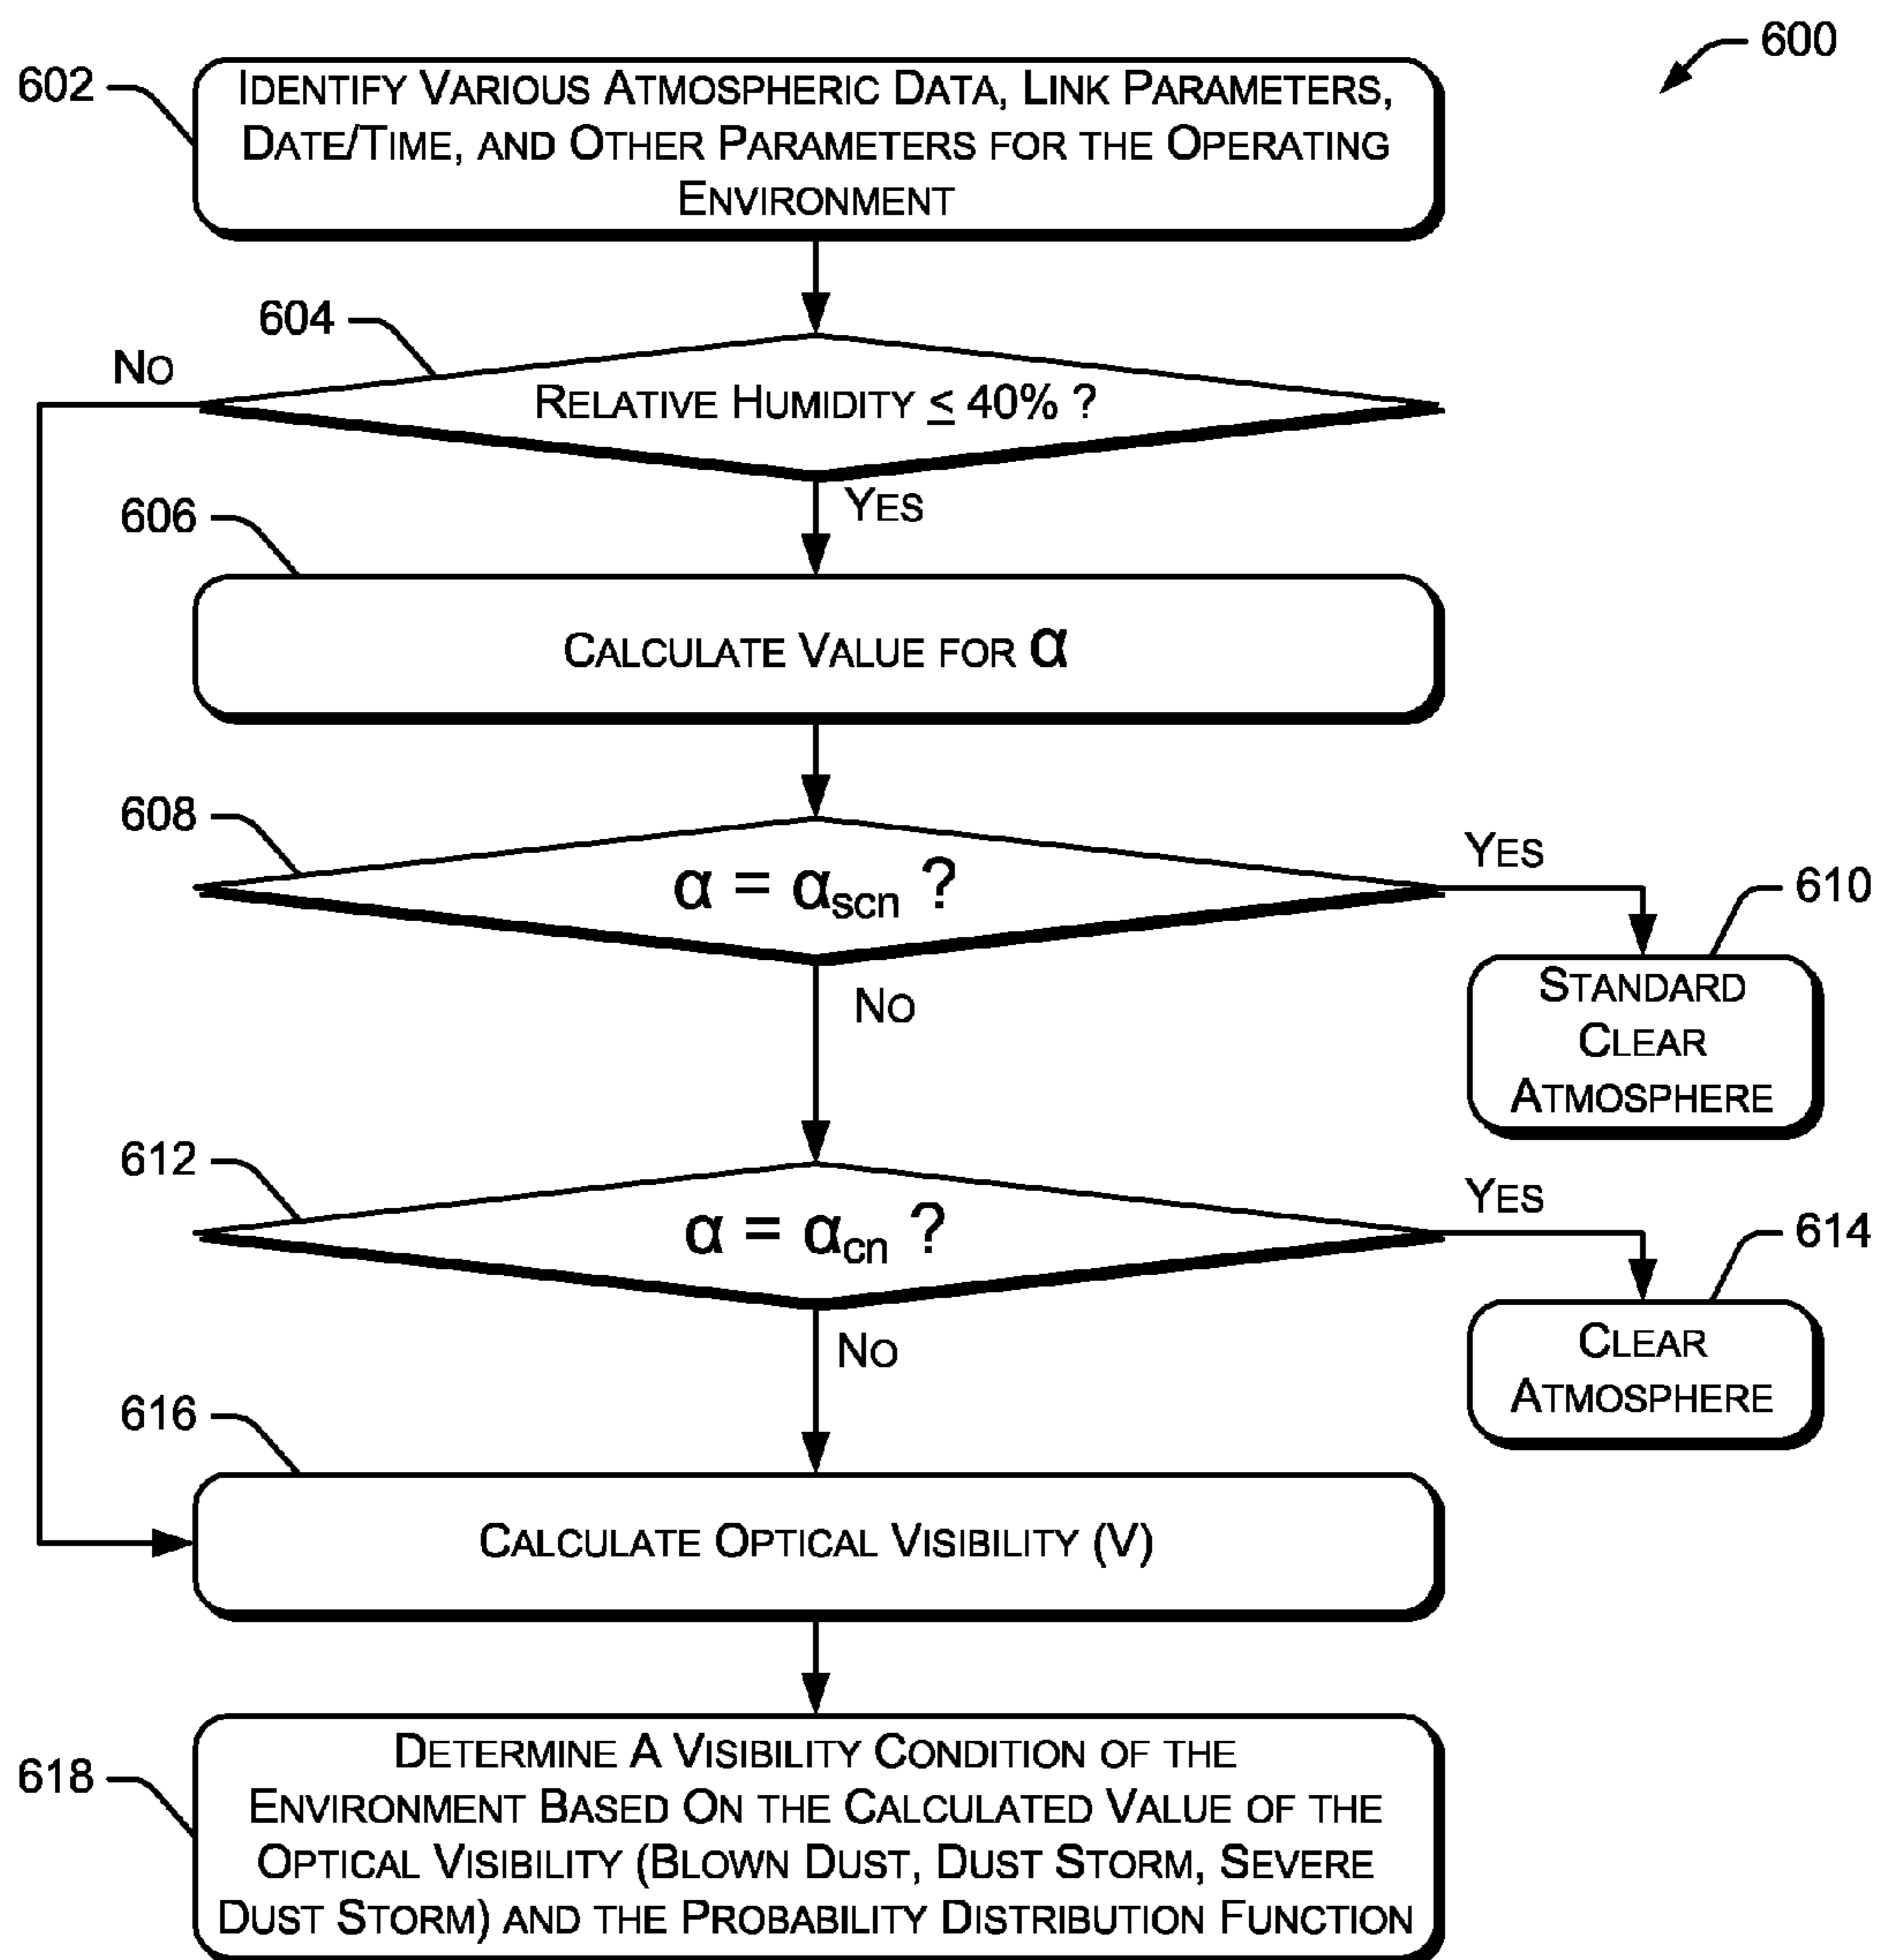 600
602
IDENTIFY VARIOUS ATMOSPHERIC DATA, LINK PARAMETERS,
DATE/TIME, AND OTHER PARAMETERS FOR THE OPERATING
ENVIRONMENT
604
NO
RELATIVE HUMIDITY ≤ 40% ?
YES
606
CALCULATE VALUE FOR α
608
α = αscn ?
YES
610
NO
STANDARD
CLEAR
ATMOSPHERE
612
α = αcn ?
YES
614
NO
CLEAR
ATMOSPHERE
616
CALCULATE OPTICAL VISIBILITY (V)
618
DETERMINE A VISIBILITY CONDITION OF THE
ENVIRONMENT BASED ON THE CALCULATED VALUE OF THE
OPTICAL VISIBILITY (BLOWN DUST, DUST STORM, SEVERE
DUST STORM) AND THE PROBABILITY DISTRIBUTION FUNCTION